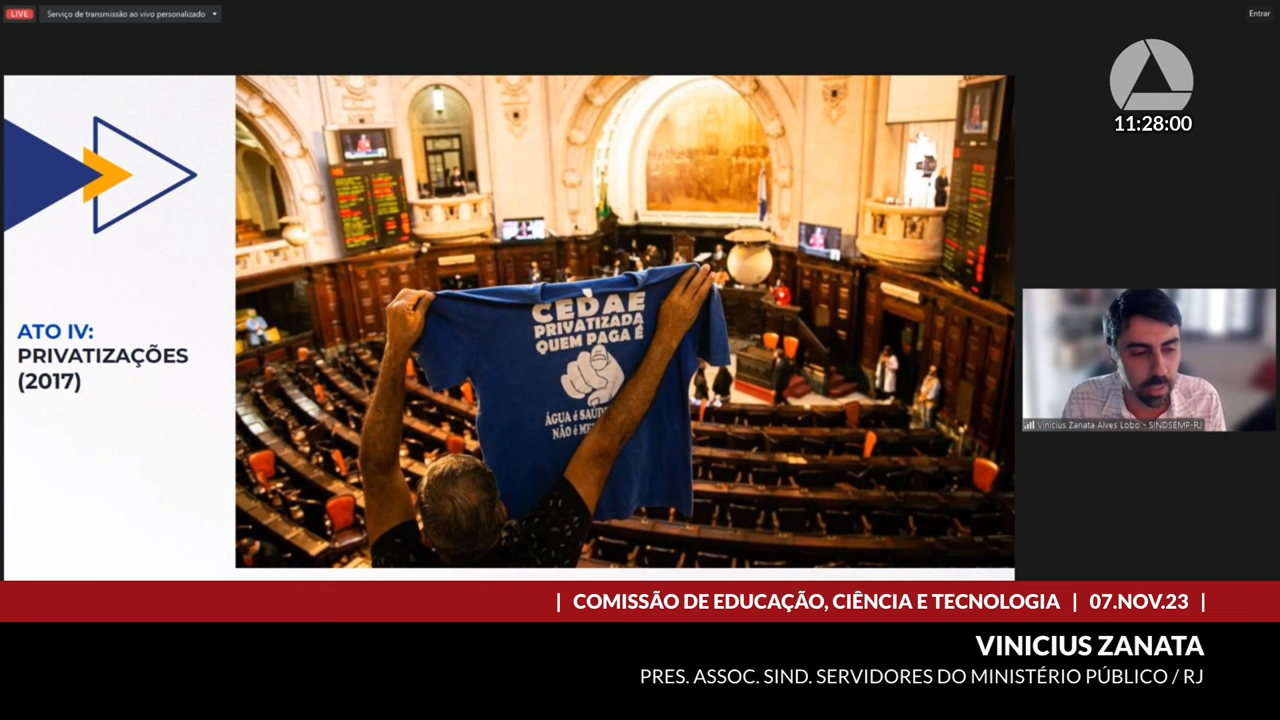 LIVE
Serviço de transmissão ao vivo personalizado
Entrar
11:28:00
ATO IV:
PRIVATIZAÇÕES
(2017)
CEDAE
PRIVATIZADA
QUEM PAGA É
ÁGUA é
NÃO é
Vinicius Zanata Alves Lobo - SINDSEMP-RJ
| COMISSÃO DE EDUCAÇÃO, CIÊNCIA E TECNOLOGIA | 07.NOV.23 |
VINICIUS ZANATA
PRES. ASSOC. SIND. SERVIDORES DO MINISTÉRIO PÚBLICO / RJ